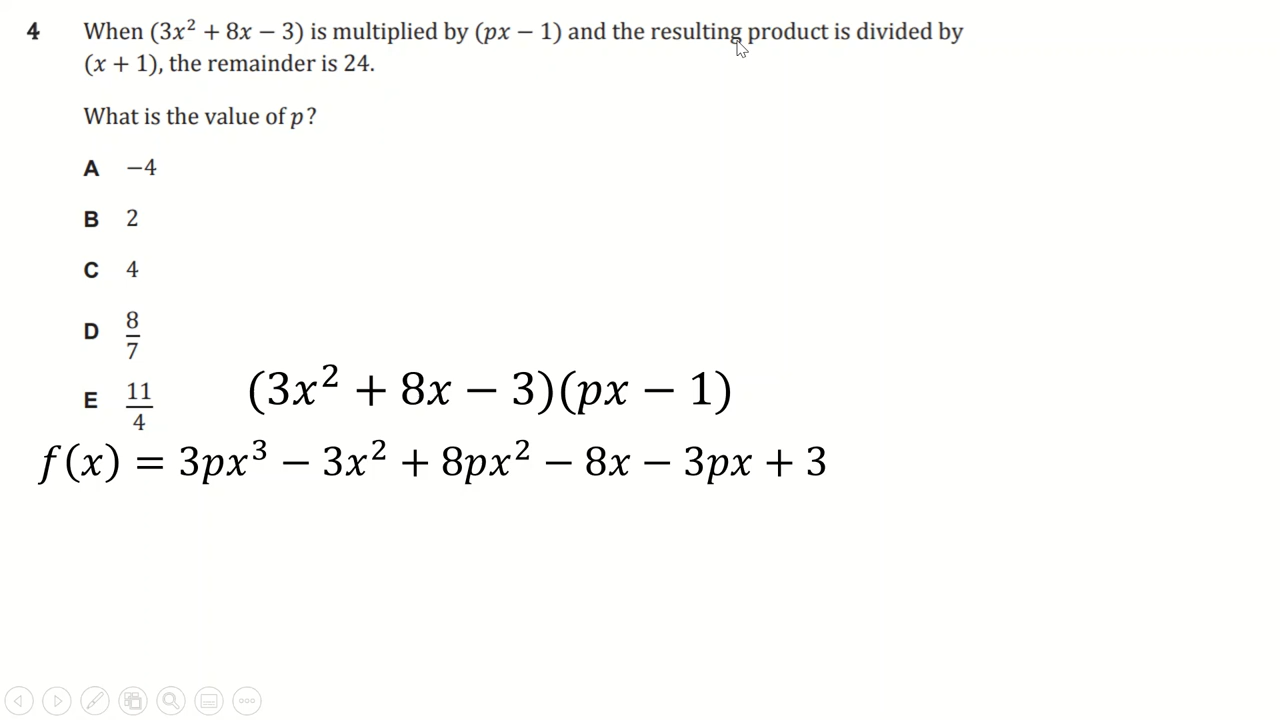 4 When (3x² + 8x − 3) is multiplied by (px − 1) and the resulting product is divided by
(x + 1), the remainder is 24.
What is the value of p?
A −4
B 2
C 4
D 8/7
E 11/4
(3x² + 8x − 3)(px − 1)
f(x) = 3px³ − 3x² + 8px² − 8x − 3px + 3